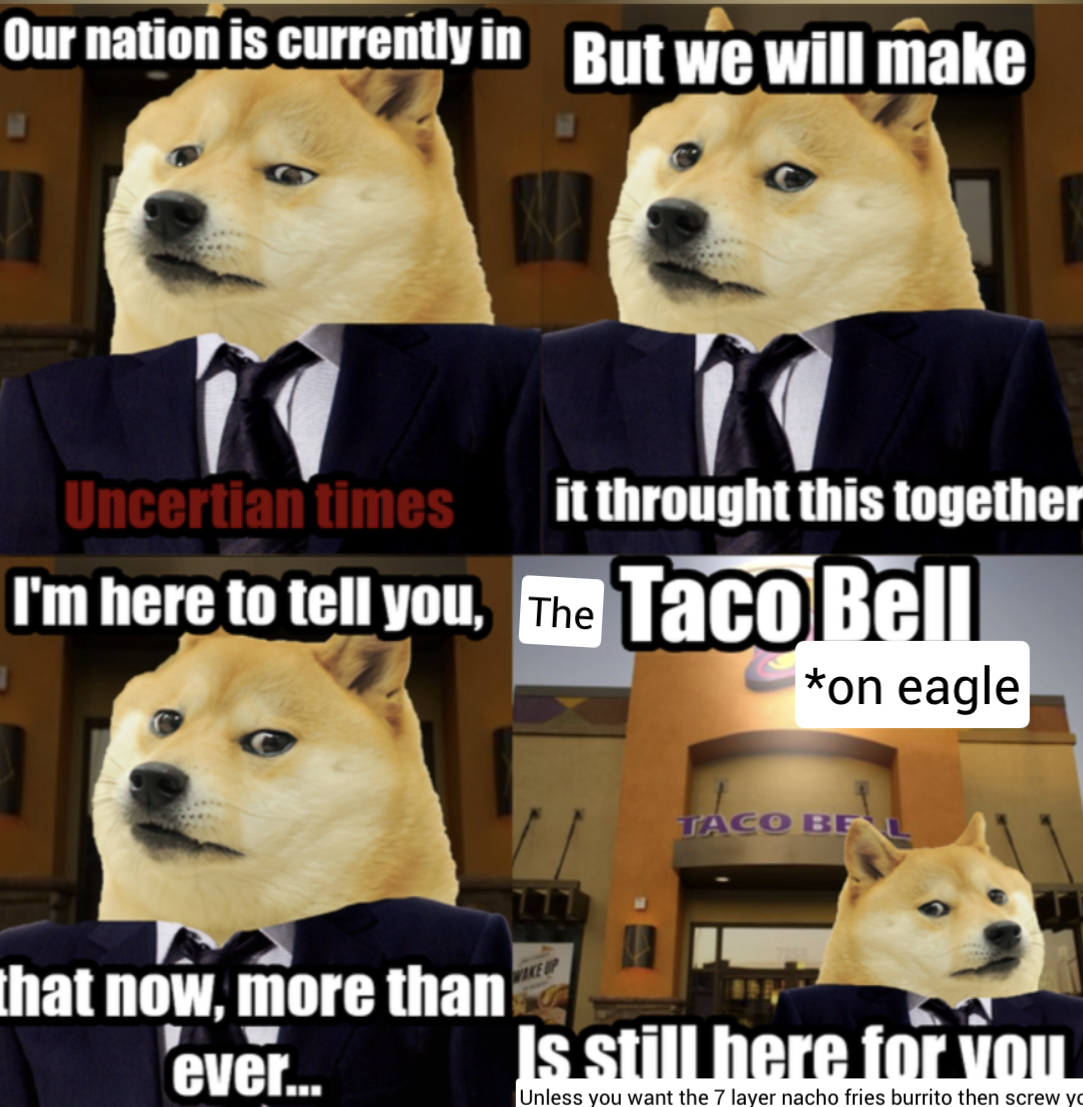 Our nation is currently in
Uncertian times
But we will make
it throught this together
I'm here to tell you,
that now, more than
ever...
The Taco Bell
*on eagle
TACO BELL
WAKE UP
Is still here for you
Unless you want the 7 layer nacho fries burrito then screw